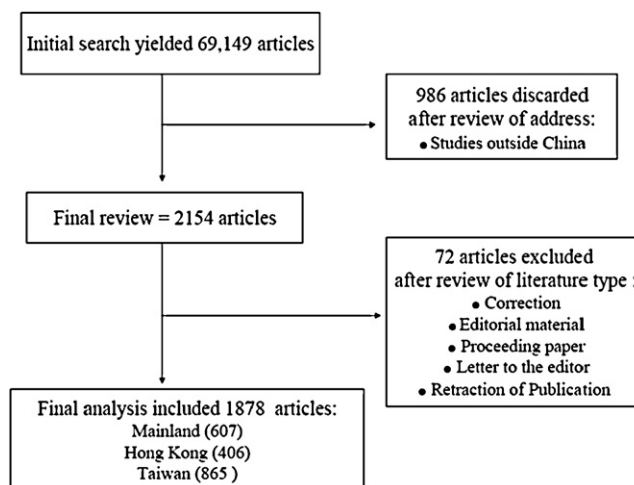 Initial search yielded 69,149 articles
986 articles discarded
after review of address:
• Studies outside China
Final review = 2154 articles
72 articles excluded
after review of literature type :
• Correction
• Editorial material
• Proceeding paper
• Letter to the editor
• Retraction of Publication
Final analysis included 1878 articles:
Mainland (607)
Hong Kong (406)
Taiwan (865 )